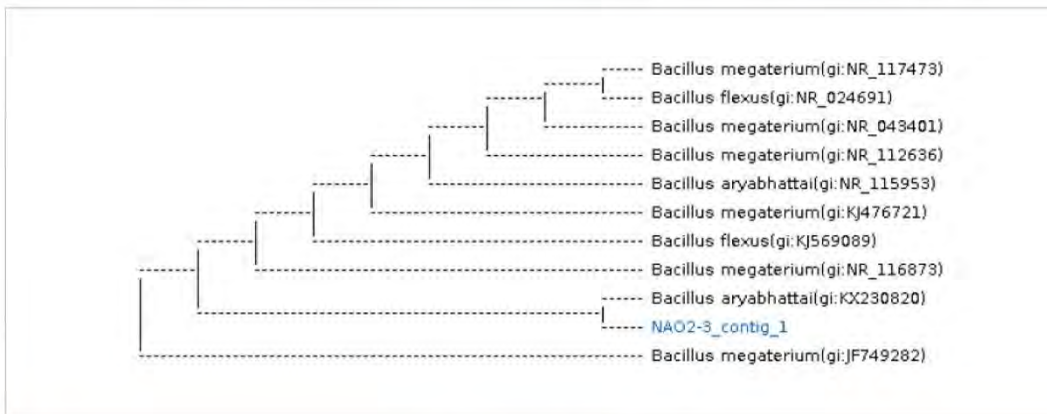 Bacillus megaterium(gi:NR_117473)
Bacillus flexus(gi:NR_024691)
Bacillus megaterium(gi:NR_043401)
Bacillus megaterium(gi:NR_112636)
Bacillus aryabhattai(gi:NR_115953)
Bacillus megaterium(gi:KJ476721)
Bacillus flexus(gi:KJ569089)
Bacillus megaterium(gi:NR_116873)
Bacillus aryabhattai(gi:KX230820)
NAO2-3_contig_1
Bacillus megaterium(gi:JF749282)